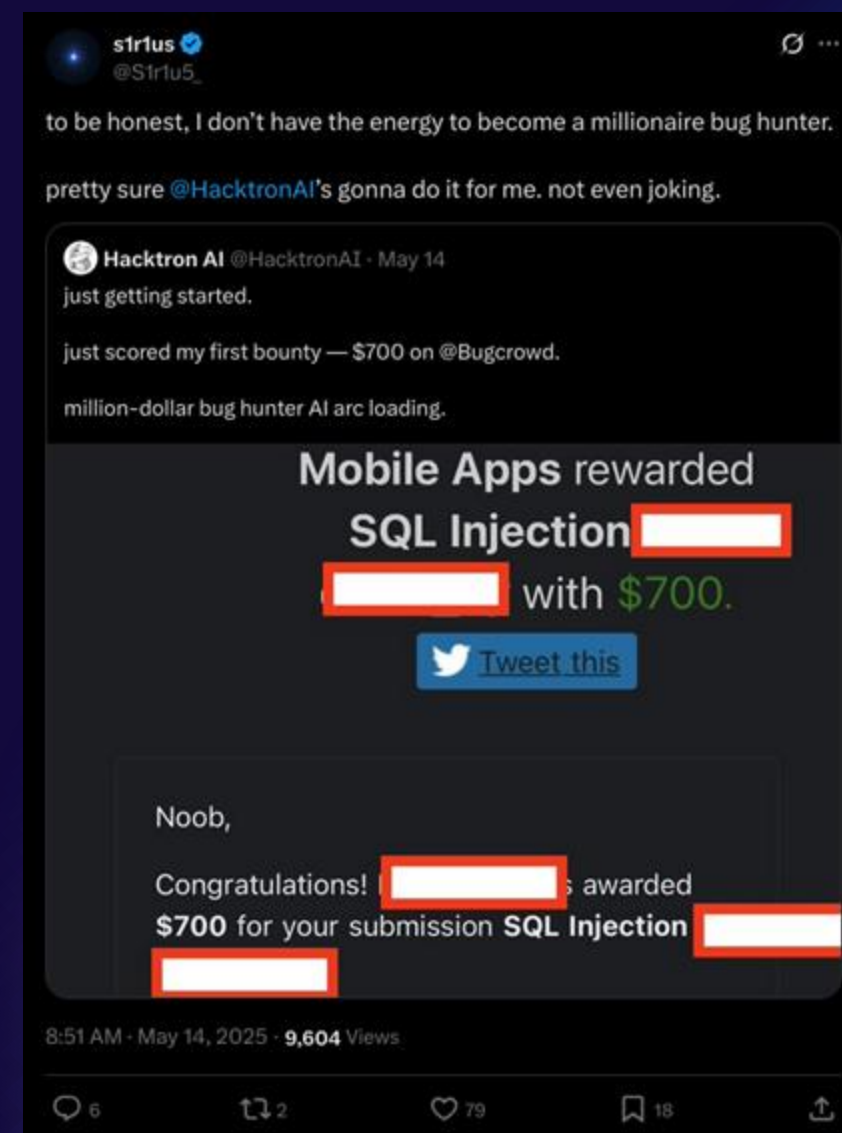 s1r1us
@S1r1u5_
to be honest, I don't have the energy to become a millionaire bug hunter.
pretty sure @HacktronAI's gonna do it for me. not even joking.
Hacktron AI @HacktronAI · May 14
just getting started.
just scored my first bounty — $700 on @Bugcrowd.
million-dollar bug hunter AI arc loading.
Mobile Apps rewarded
SQL Injection
with $700.
Tweet this
Noob,
Congratulations! awarded
$700 for your submission SQL Injection
8:51 AM · May 14, 2025 · 9,604 Views
6 2 79 18